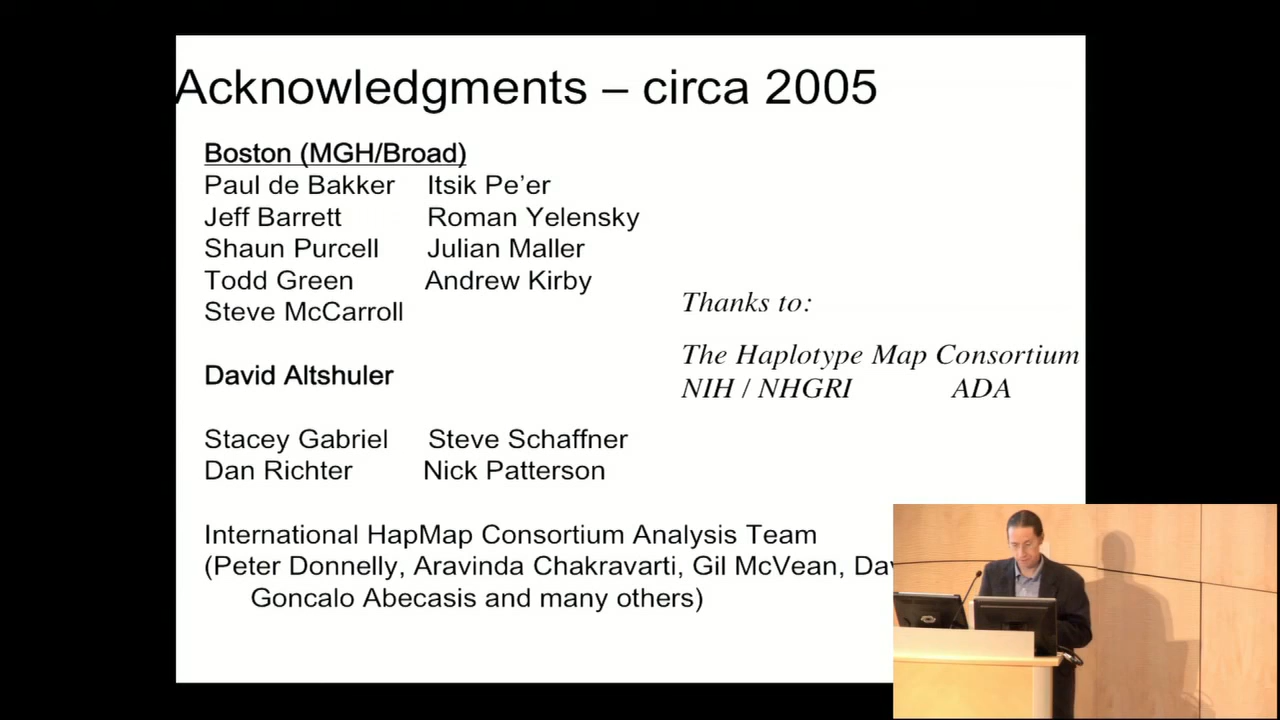 Acknowledgments – circa 2005
Boston (MGH/Broad)
Paul de Bakker Itsik Pe’er
Jeff Barrett Roman Yelensky
Shaun Purcell Julian Maller
Todd Green Andrew Kirby
Steve McCarroll
David Altshuler
Stacey Gabriel Steve Schaffner
Dan Richter Nick Patterson
International HapMap Consortium Analysis Team
(Peter Donnelly, Aravinda Chakravarti, Gil McVean,
Goncalo Abecasis and many others)
Thanks to:
The Haplotype Map Consortium
NIH / NHGRI ADA